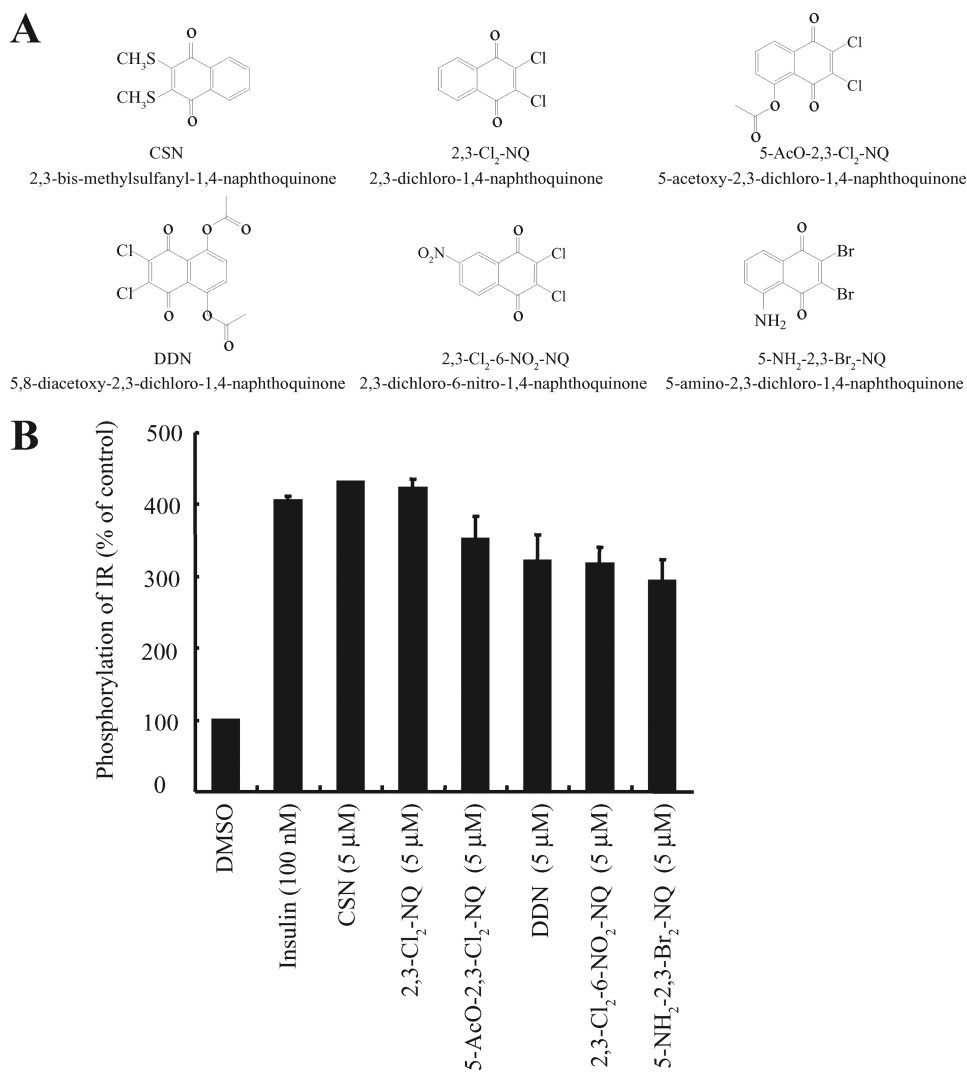 A
O
CH₃S
CH₃S
O
CSN
2,3-bis-methylsulfanyl-1,4-naphthoquinone
O
Cl
Cl
O
2,3-Cl₂-NQ
2,3-dichloro-1,4-naphthoquinone
O
Cl
Cl
O
O
O
5-AcO-2,3-Cl₂-NQ
5-acetoxy-2,3-dichloro-1,4-naphthoquinone
O
O
O
Cl
Cl
O
O
O
DDN
5,8-diacetoxy-2,3-dichloro-1,4-naphthoquinone
O
O₂N
Cl
Cl
O
2,3-Cl₂-6-NO₂-NQ
2,3-dichloro-6-nitro-1,4-naphthoquinone
O
Br
Br
O
NH₂
5-NH₂-2,3-Br₂-NQ
5-amino-2,3-dichloro-1,4-naphthoquinone
B
Phosphorylation of IR (% of control)
500
400
300
200
100
0
DMSO
Insulin (100 nM)
CSN (5 μM)
2,3-Cl₂-NQ (5 μM)
5-AcO-2,3-Cl₂-NQ (5 μM)
DDN (5 μM)
2,3-Cl₂-6-NO₂-NQ (5 μM)
5-NH₂-2,3-Br₂-NQ (5 μM)